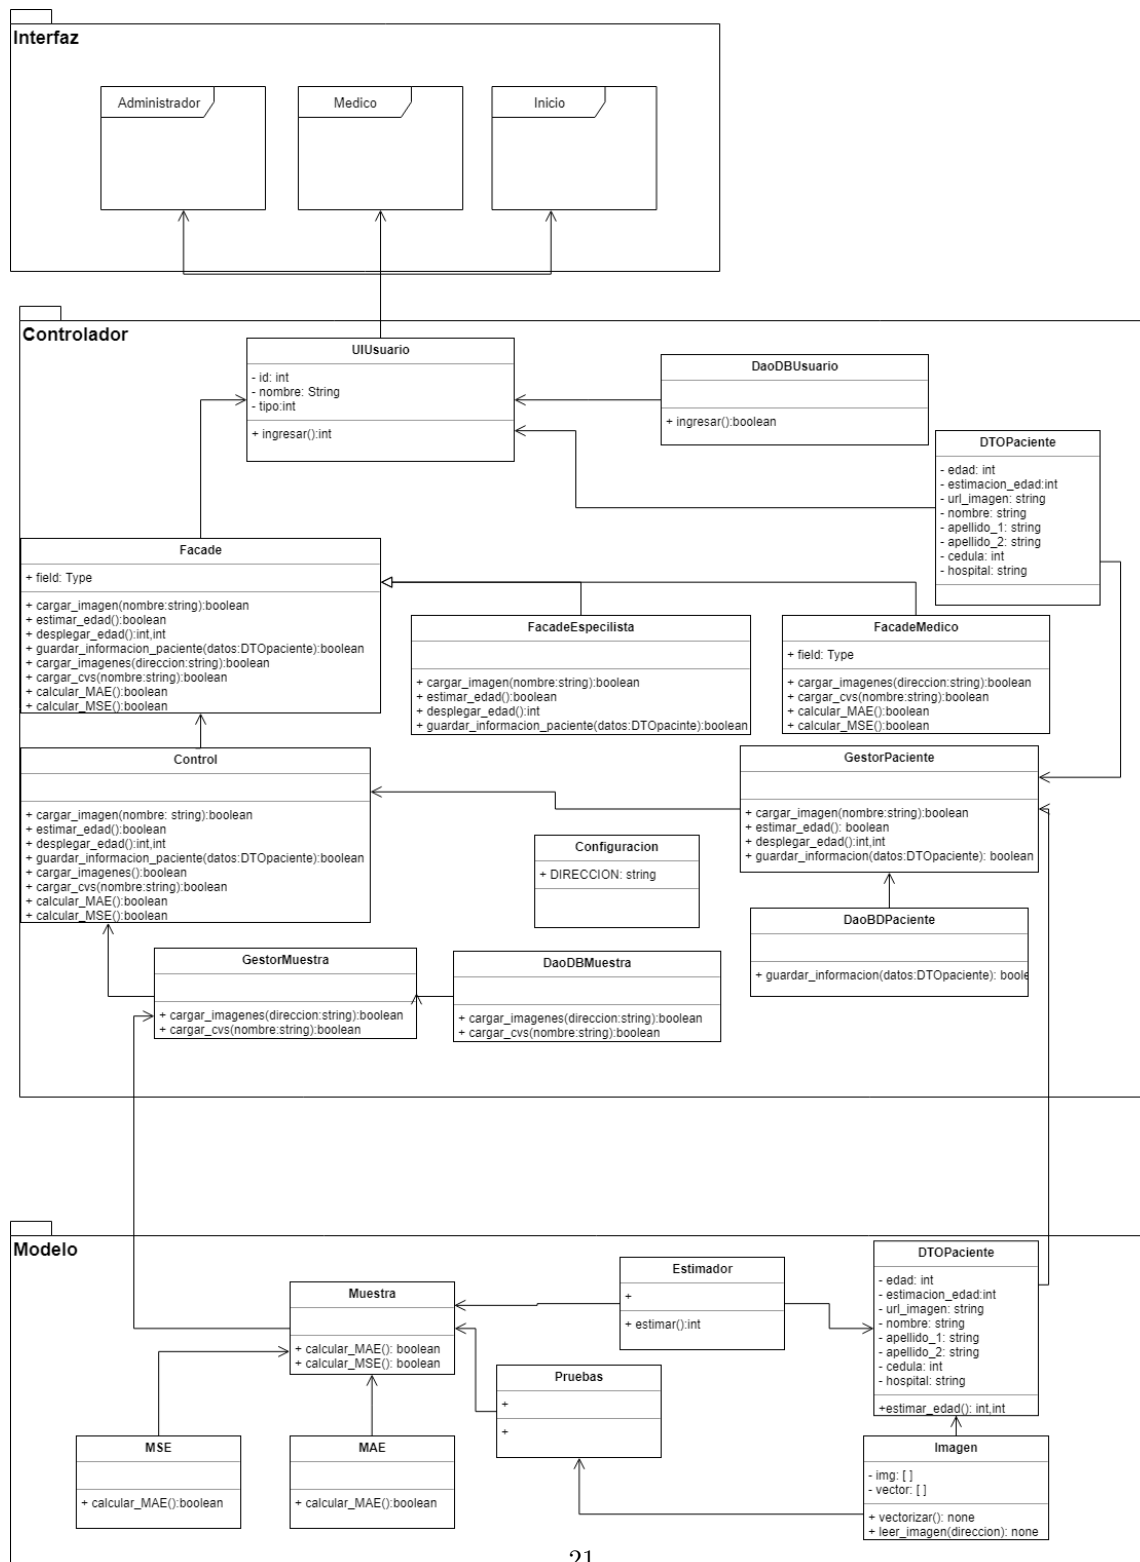 Interfaz
Administrador
Medico
Inicio
Controlador
UIUsuario
- id: int
- nombre: String
- tipo:int
+ ingresar():int
DaoDBUsuario
+ ingresar():boolean
DTOPaciente
- edad: int
- estimacion_edad:int
- url_imagen: string
- nombre: string
- apellido_1: string
- apellido_2: string
- cedula: int
- hospital: string
Facade
+ field: Type
+ cargar_imagen(nombre:string):boolean
+ estimar_edad():boolean
+ desplegar_edad():int,int
+ guardar_informacion_paciente(datos:DTOpaciente):boolean
+ cargar_imagenes(direccion:string):boolean
+ cargar_cvs(nombre:string):boolean
+ calcular_MAE():boolean
+ calcular_MSE():boolean
FacadeEspecilista
+ cargar_imagen(nombre:string):boolean
+ estimar_edad():boolean
+ desplegar_edad():int
+ guardar_informacion_paciente(datos:DTOpacinte):boolean
FacadeMedico
+ field: Type
+ cargar_imagenes(direccion:string):boolean
+ cargar_cvs(nombre:string):boolean
+ calcular_MAE():boolean
+ calcular_MSE():boolean
Control
+ cargar_imagen(nombre: string):boolean
+ estimar_edad():boolean
+ desplegar_edad():int,int
+ guardar_informacion_paciente(datos:DTOpaciente):boolean
+ cargar_imagenes():boolean
+ cargar_cvs(nombre:string):boolean
+ calcular_MAE():boolean
+ calcular_MSE():boolean
GestorPaciente
+ cargar_imagen(nombre:string):boolean
+ estimar_edad(): boolean
+ desplegar_edad():int,int
+ guardar_informacion(datos:DTOpaciente): boolean
Configuracion
+ DIRECCION: string
DaoBDPaciente
+ guardar_informacion(datos:DTOpaciente): boole
GestorMuestra
+ cargar_imagenes(direccion:string):boolean
+ cargar_cvs(nombre:string):boolean
DaoDBMuestra
+ cargar_imagenes(direccion:string):boolean
+ cargar_cvs(nombre:string):boolean
Modelo
Muestra
+ calcular_MAE(): boolean
+ calcular_MSE(): boolean
Estimador
+
+ estimar():int
DTOPaciente
- edad: int
- estimacion_edad:int
- url_imagen: string
- nombre: string
- apellido_1: string
- apellido_2: string
- cedula: int
- hospital: string
+estimar_edad(): int,int
Pruebas
+
+
MSE
+ calcular_MAE():boolean
MAE
+ calcular_MAE():boolean
Imagen
- img: [ ]
- vector: [ ]
+ vectorizar(): none
+ leer_imagen(direccion): none
21